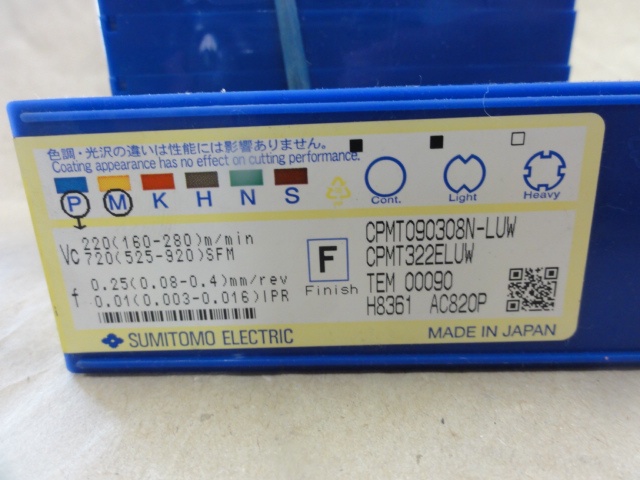 色調・光沢の違いは性能には影響ありません。
Coating appearance has no effect on cutting performance.
P M K H N S
Cont. Light Heavy
Vc 220(160-280)m/min
720(525-920)SFM
f 0.25(0.08-0.4)mm/rev
0.01(0.003-0.016)IPR
F
Finish
CPMT090308N-LUW
CPMT322ELUW
TEM 00090
H8361 AC820P
SUMITOMO ELECTRIC
MADE IN JAPAN